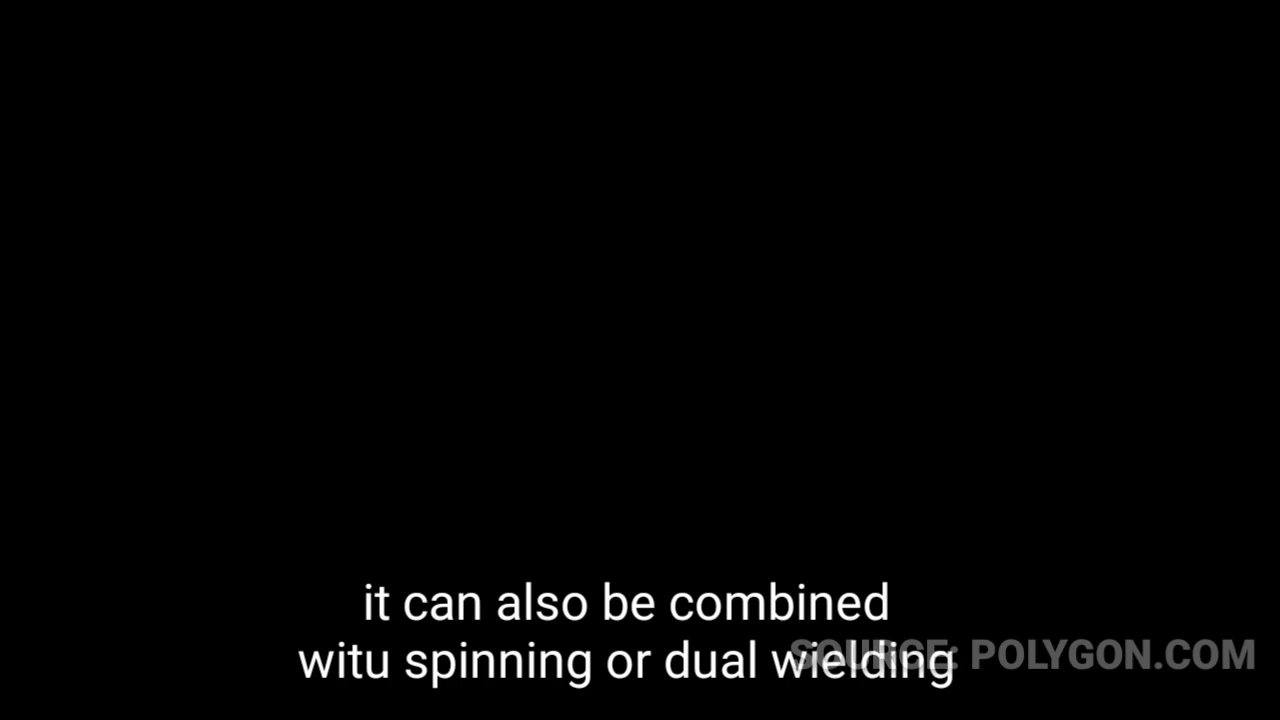 it can also be combined
witu spinning or dual wielding
SOURCE: POLYGON.COM